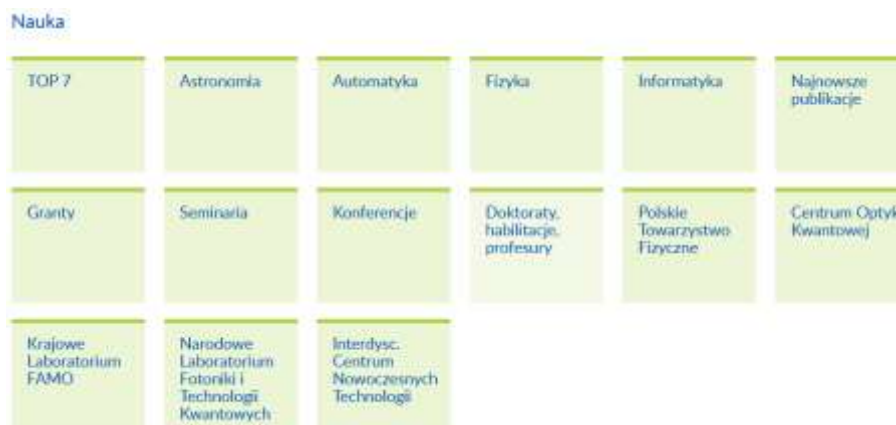 Nauka
TOP 7
Astronomia
Automatyka
Fizyka
Informatyka
Najnowsze
publikacje
Granty
Seminaria
Konferencje
Doktoraty,
habilitacje,
profesury
Polskie
Towarzystwo
Fizyczne
Centrum Optyk
Kwantowej
Krajowe
Laboratorium
FAMO
Narodowe
Laboratorium
Fotoniki i
Technologii
Kwantowych
Interdysc.
Centrum
Nowoczesnych
Technologii